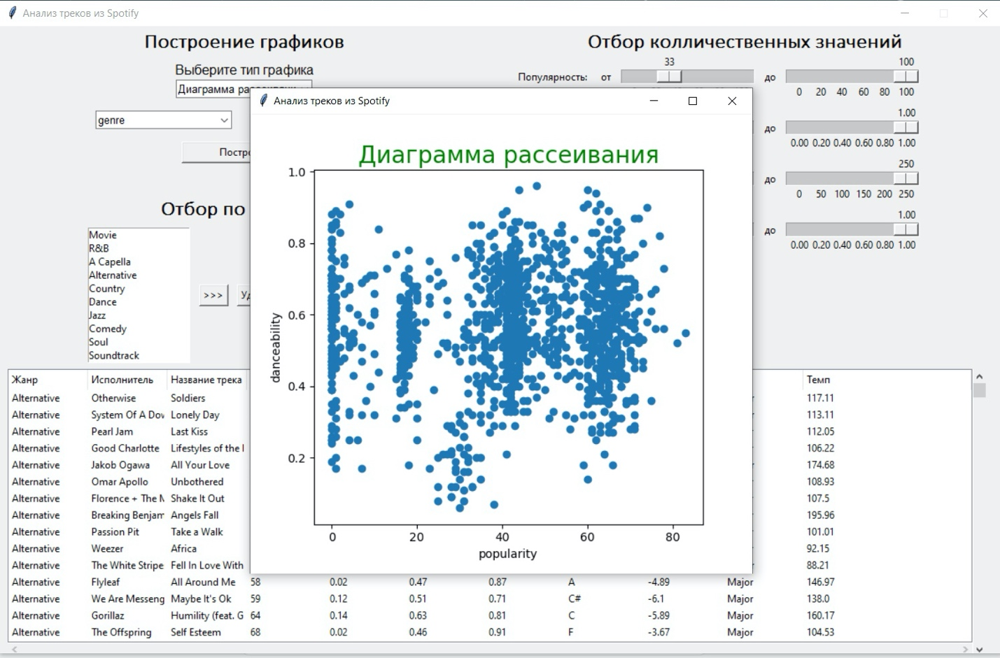 Анализ треков из Spotify
Построение графиков
Отбор колличественных значений
Выберите тип графика
33
100
Популярность: от
до
0 20 40 60 80 100
genre
1.00
до
0.00 0.20 0.40 0.60 0.80 1.00
250
до
0 50 100 150 200 250
1.00
до
0.00 0.20 0.40 0.60 0.80 1.00
Отбор по
Movie
R&B
A Capella
Alternative
Country
Dance
Jazz
Comedy
Soul
Soundtrack
>>>
Анализ треков из Spotify
Диаграмма рассеивания
1.0
0.8
0.6
0.4
0.2
danceability
0 20 40 60 80
popularity
Жанр Исполнитель Название трека Темп
Alternative Otherwise Soldiers 117.11
Alternative System Of A Lonely Day 113.11
Alternative Pearl Jam Last Kiss 112.05
Alternative Good Charlotte Lifestyles of the 106.22
Alternative Jakob Ogawa All Your Love 174.68
Alternative Omar Apollo Unbothered 108.93
Alternative Florence + The Shake It Out 107.5
Alternative Breaking Benjam Angels Fall 195.96
Alternative Passion Pit Take a Walk 101.01
Alternative Weezer Africa 92.15
Alternative The White Stripe Fell In Love With 88.21
Alternative Flyleaf All Around Me 58 0.02 0.47 0.87 A -4.89 Major 146.97
Alternative We Are Messeng Maybe It's Ok 59 0.12 0.51 0.71 C# -6.1 Major 138.0
Alternative Gorillaz Humility (feat. G 64 0.14 0.63 0.81 C -5.89 Major 160.17
Alternative The Offspring Self Esteem 68 0.02 0.46 0.91 F -3.67 Major 104.53